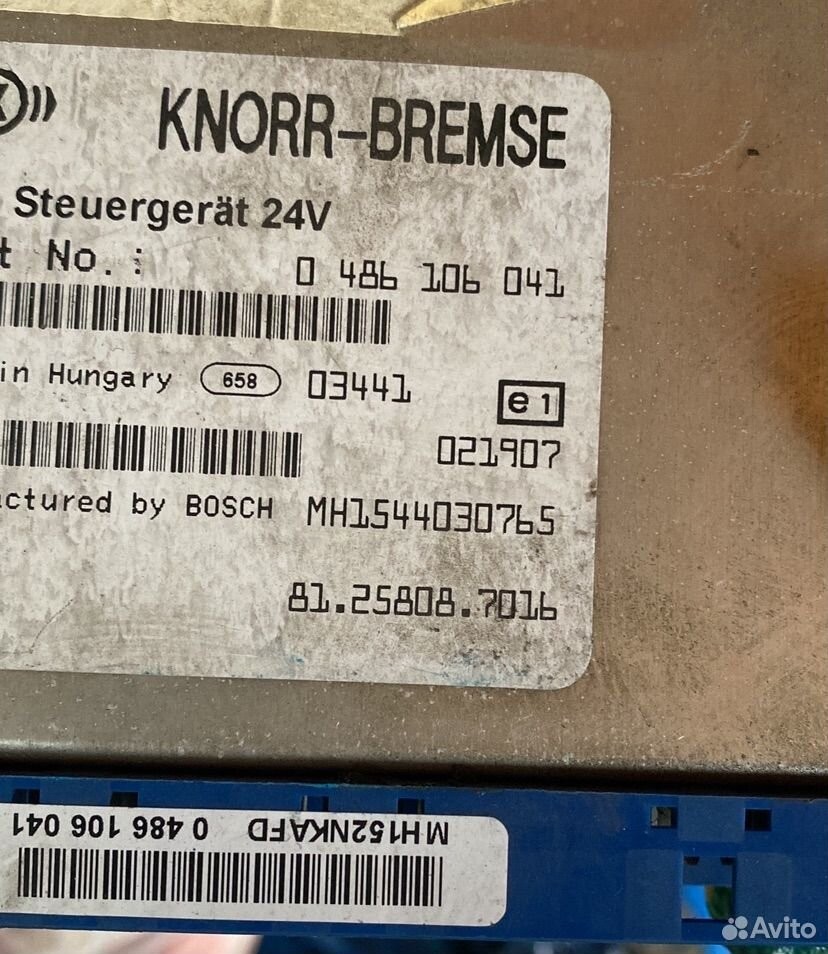 KNORR-BREMSE
Steuergerät 24V
t No.: 0 486 106 041
in Hungary 658 03441
e1
021907
ctured by BOSCH MH1544030765
81.25808.7016
MH152NKAFD 0 486 106 041
Avito